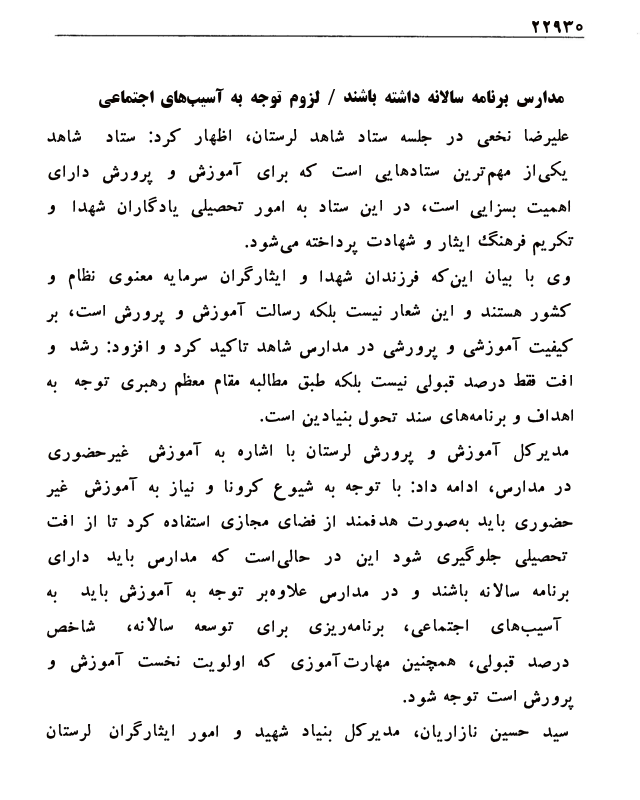 ۲۲۹۳۰
مدارس برنامه سالانه داشته باشند / لزوم توجه به آسیب‌های اجتماعی
علیرضا نخعی در جلسه ستاد شاهد لرستان، اظهار کرد: ستاد شاهد
یکی‌از مهم‌ترین ستادهایی است که برای آموزش و پرورش دارای
اهمیت بسزایی است، در این ستاد به امور تحصیلی یادگاران شهدا و
تکریم فرهنگ ایثار و شهادت پرداخته می‌شود.
وی با بیان این‌که فرزندان شهدا و ایثارگران سرمایه معنوی نظام و
کشور هستند و این شعار نیست بلکه رسالت آموزش و پرورش است، بر
کیفیت آموزشی و پرورشی در مدارس شاهد تاکید کرد و افزود: رشد و
افت فقط درصد قبولی نیست بلکه طبق مطالبه مقام معظم رهبری توجه به
اهداف و برنامه‌های سند تحول بنیادین است.
مدیرکل آموزش و پرورش لرستان با اشاره به آموزش غیرحضوری
در مدارس، ادامه داد: با توجه به شیوع کرونا و نیاز به آموزش غیر
حضوری باید به‌صورت هدفمند از فضای مجازی استفاده کرد تا از افت
تحصیلی جلوگیری شود این در حالی‌است که مدارس باید دارای
برنامه سالانه باشند و در مدارس علاوه‌بر توجه به آموزش باید به
آسیب‌های اجتماعی، برنامه‌ریزی برای توسعه سالانه، شاخص
درصد قبولی، همچنین مهارت‌آموزی که اولویت نخست آموزش و
پرورش است توجه شود.
سید حسین نازاریان، مدیرکل بنیاد شهید و امور ایثارگران لرستان